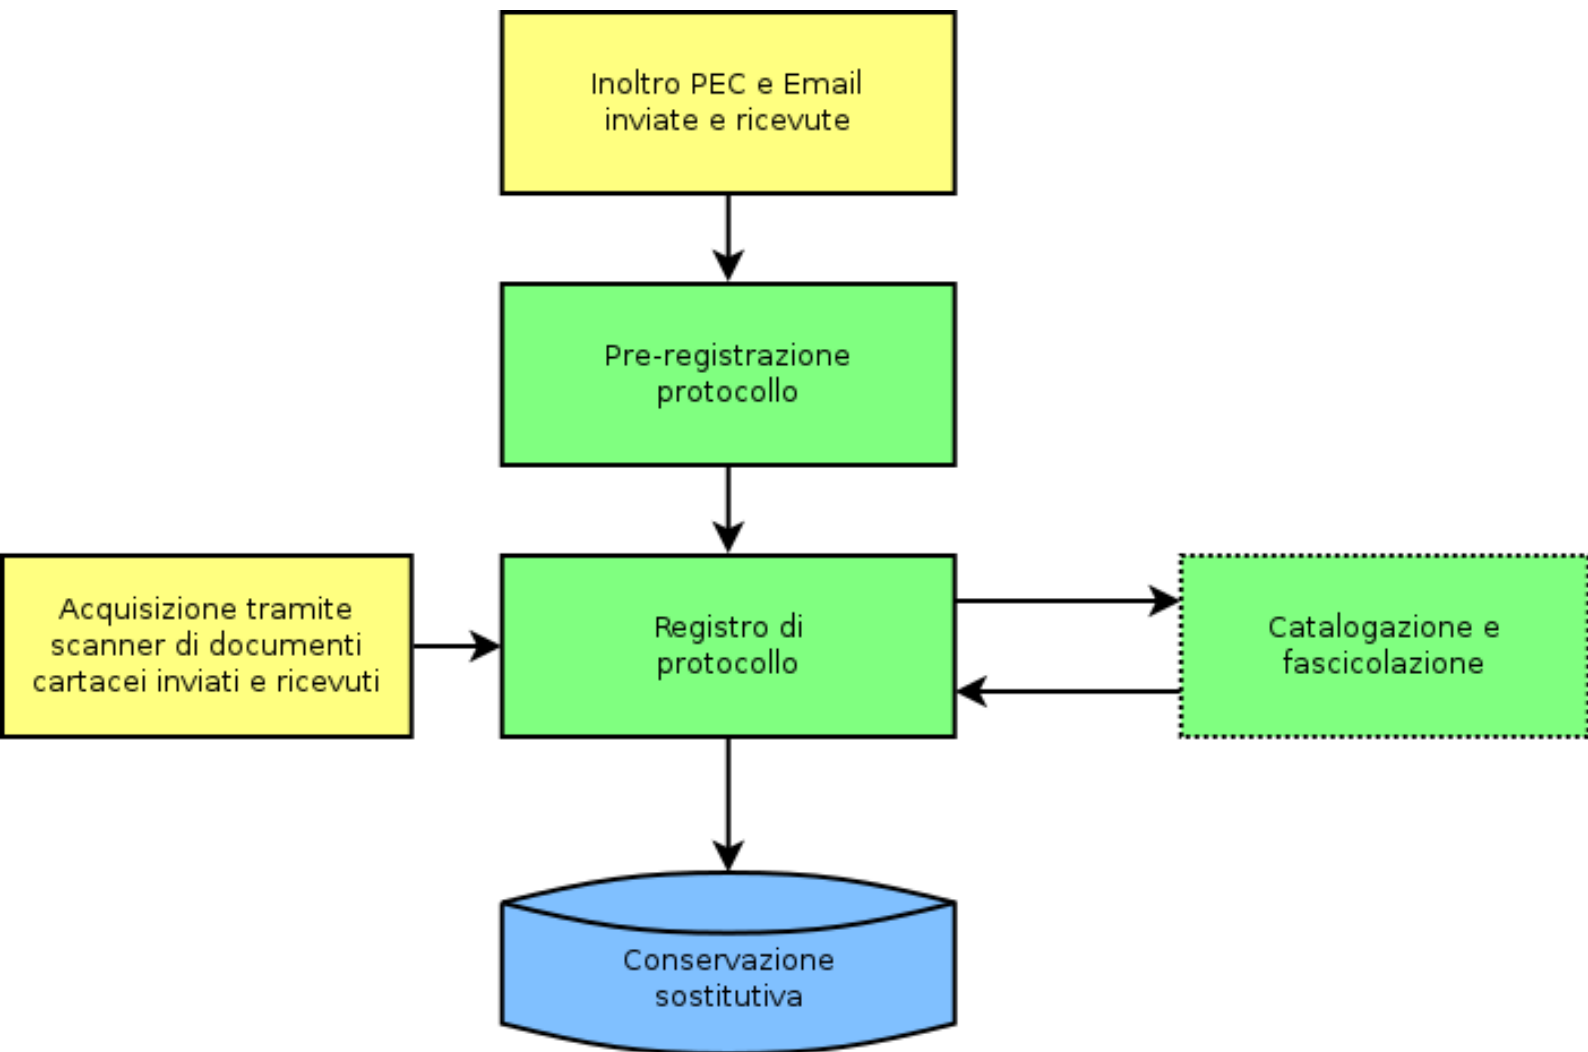 Inoltro PEC e Email
inviate e ricevute
Pre-registrazione
protocollo
Acquisizione tramite
scanner di documenti
cartacei inviati e ricevuti
Registro di
protocollo
Catalogazione e
fascicolazione
Conservazione
sostitutiva